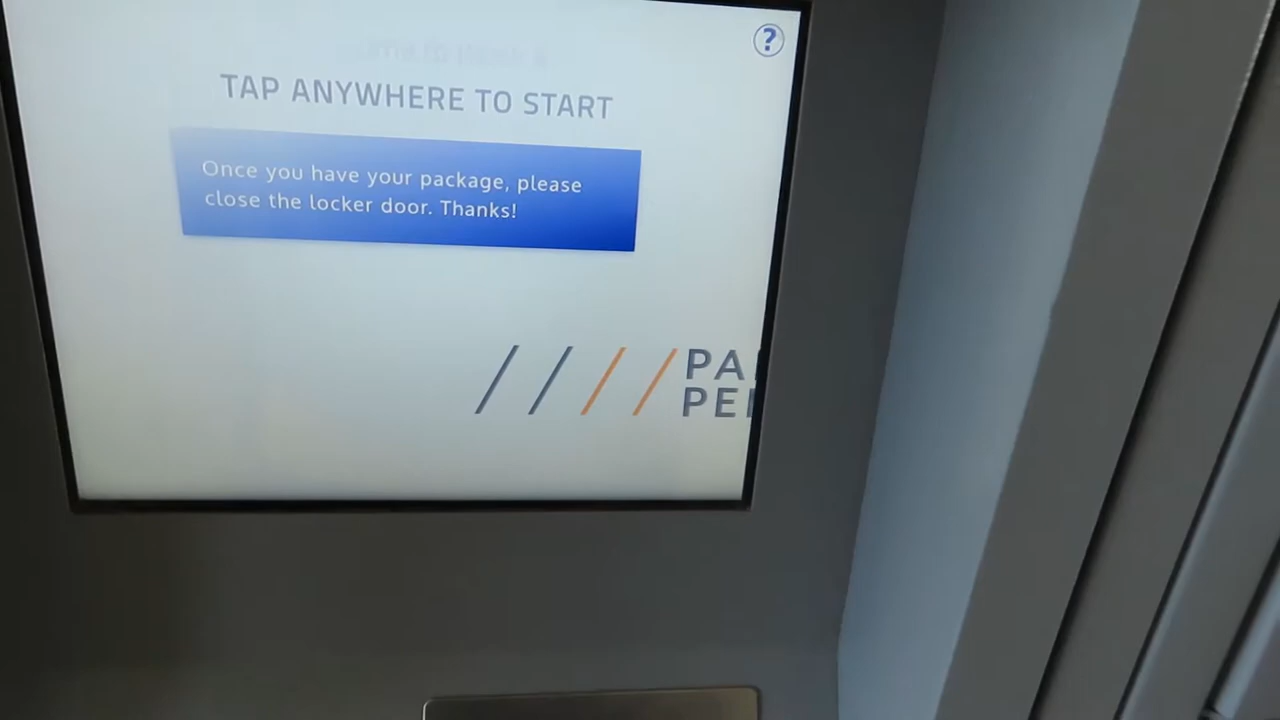 ?
TAP ANYWHERE TO START
Once you have your package, please
close the locker door. Thanks!
PA
PE